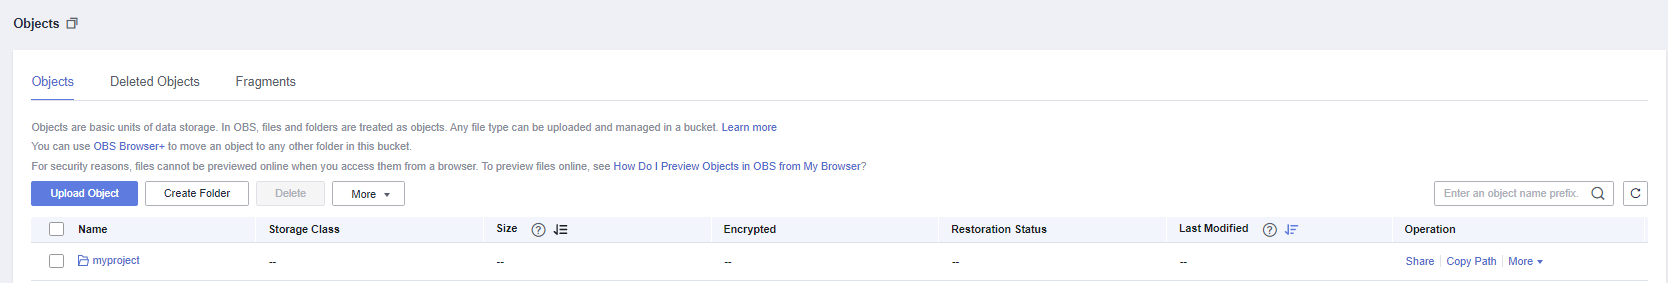 Objects
Objects Deleted Objects Fragments
Objects are basic units of data storage. In OBS, files and folders are treated as objects. Any file type can be uploaded and managed in a bucket. Learn more
You can use OBS Browser+ to move an object to any other folder in this bucket.
For security reasons, files cannot be previewed online when you access them from a browser. To preview files online, see How Do I Preview Objects in OBS from My Browser?
Upload Object Create Folder Delete More Enter an object name prefix.
Name Storage Class Size Encrypted Restoration Status Last Modified Operation
myproject -- -- -- -- -- Share Copy Path More